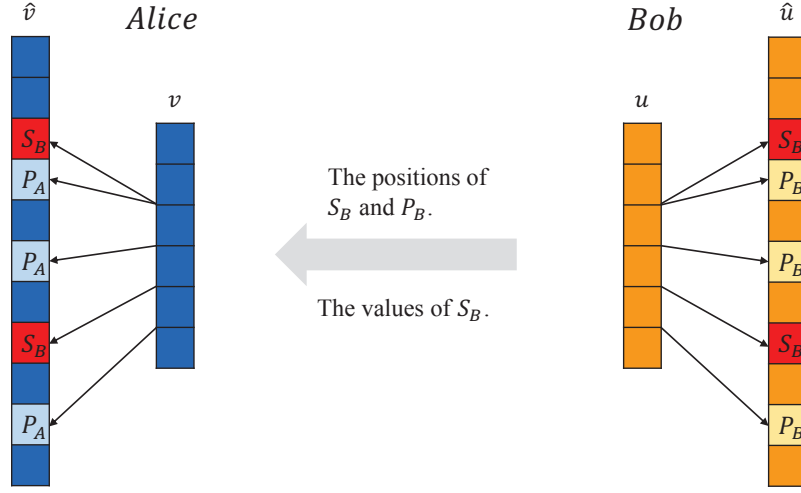 v̂ Alice Bob û
v u
S_B S_B
P_A P_B
The positions of
S_B and P_B.
P_A P_B
The values of S_B.
S_B S_B
P_A P_B